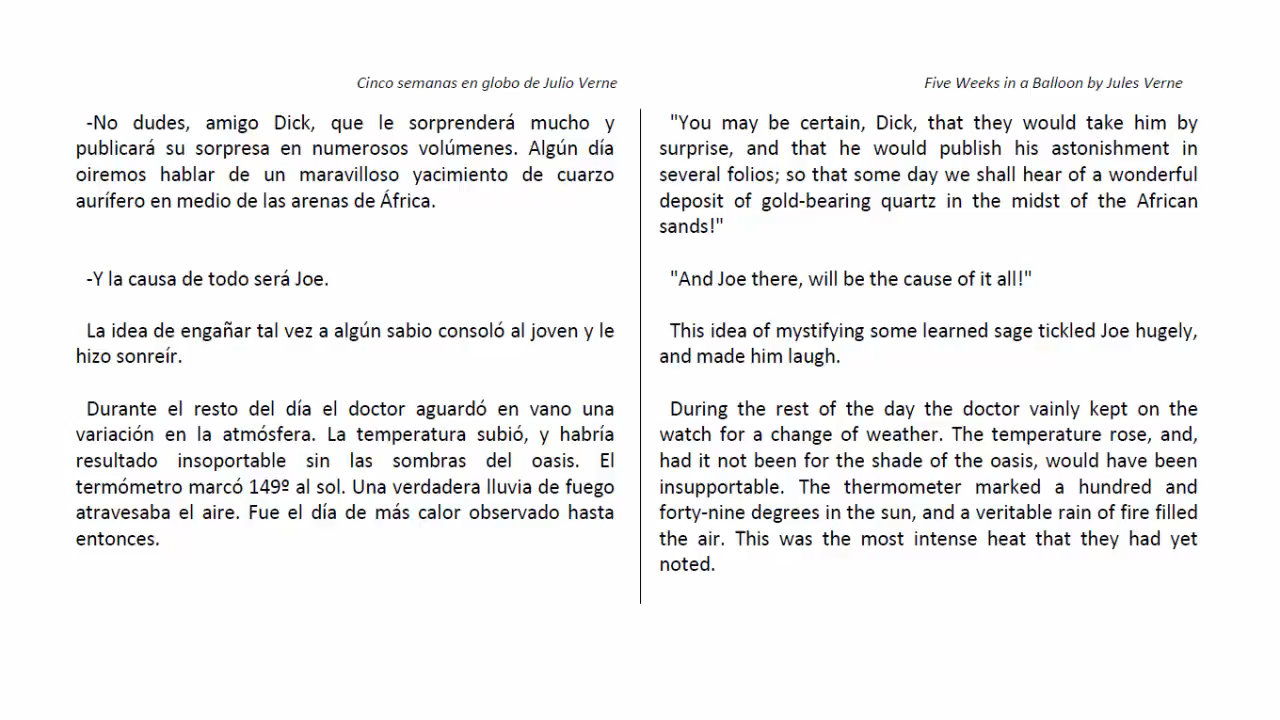 Cinco semanas en globo de Julio Verne
-No dudes, amigo Dick, que le sorprenderá mucho y
publicará su sorpresa en numerosos volúmenes. Algún día
oiremos hablar de un maravilloso yacimiento de cuarzo
aurífero en medio de las arenas de África.
-Y la causa de todo será Joe.
La idea de engañar tal vez a algún sabio consoló al joven y le
hizo sonreír.
Durante el resto del día el doctor aguardó en vano una
variación en la atmósfera. La temperatura subió, y habría
resultado insoportable sin las sombras del oasis. El
termómetro marcó 149º al sol. Una verdadera lluvia de fuego
atravesaba el aire. Fue el día de más calor observado hasta
entonces.
Five Weeks in a Balloon by Jules Verne
"You may be certain, Dick, that they would take him by
surprise, and that he would publish his astonishment in
several folios; so that some day we shall hear of a wonderful
deposit of gold-bearing quartz in the midst of the African
sands!"
"And Joe there, will be the cause of it all!"
This idea of mystifying some learned sage tickled Joe hugely,
and made him laugh.
During the rest of the day the doctor vainly kept on the
watch for a change of weather. The temperature rose, and,
had it not been for the shade of the oasis, would have been
insupportable. The thermometer marked a hundred and
forty-nine degrees in the sun, and a veritable rain of fire filled
the air. This was the most intense heat that they had yet
noted.